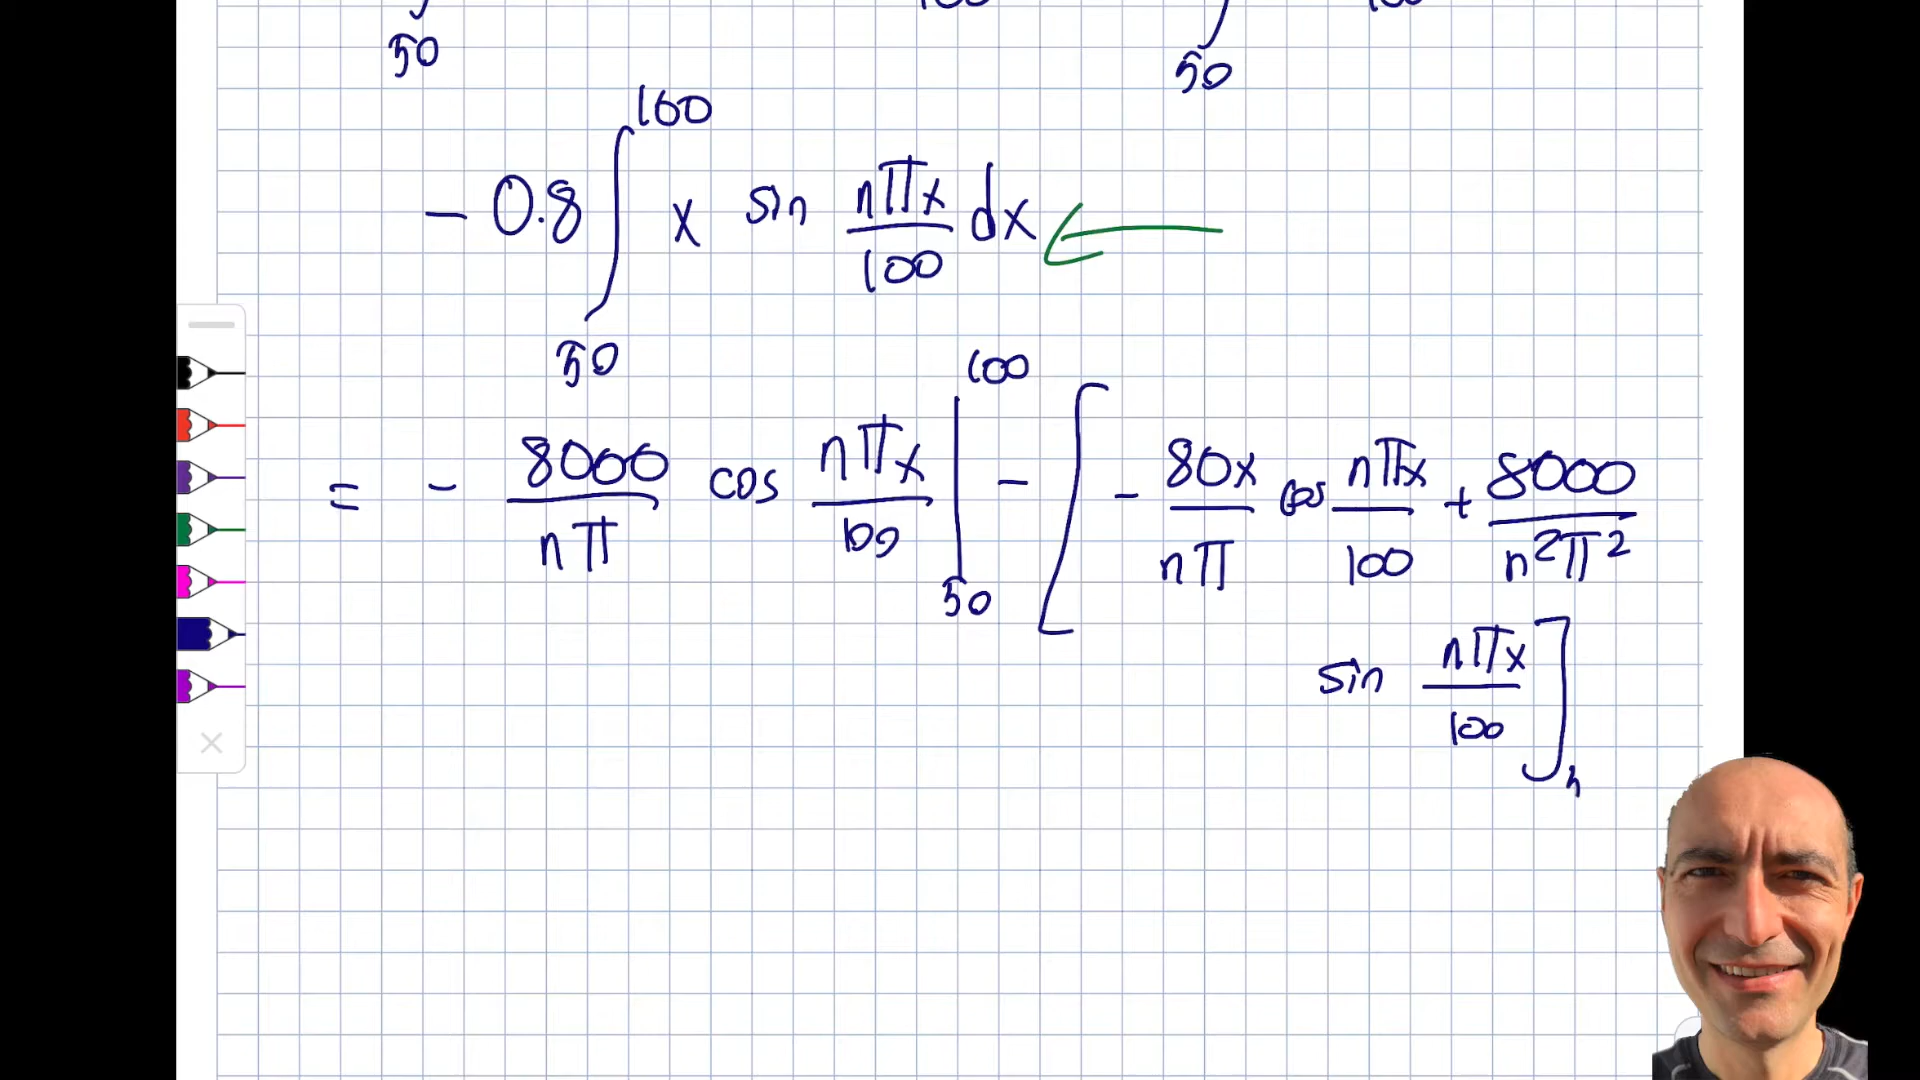 50 50
100
- 0.8 ∫ x sin nπx/100 dx
50
100
= - 8000/nπ cos nπx/100 | - [ - 80x/nπ cos nπx/100 + 8000/n²π²
50
sin nπx/100 ]